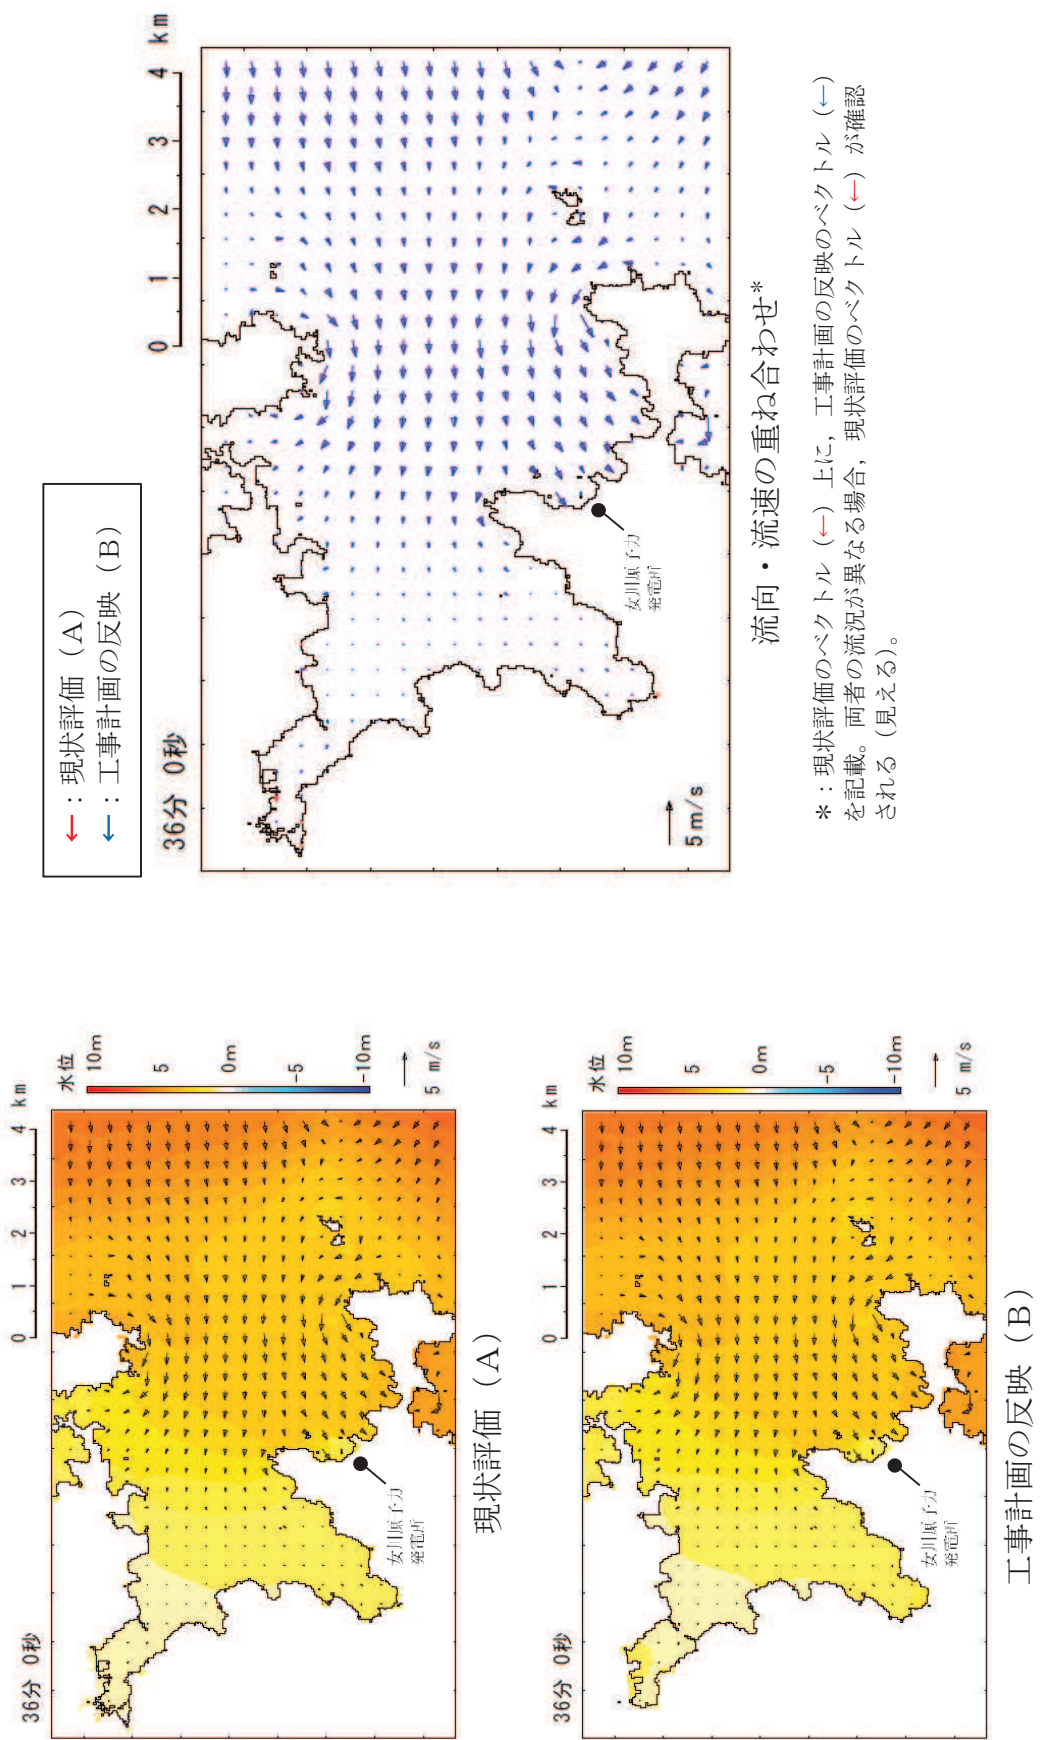 36分 0秒
0 1 2 3 4 km
水位
10m
5
0m
-5
-10m
5 m/s
女川原子力
発電所
現状評価（A）
36分 0秒
0 1 2 3 4 km
水位
10m
5
0m
-5
-10m
5 m/s
女川原子力
発電所
工事計画の反映（B）
←：現状評価（A）
←：工事計画の反映（B）
36分 0秒
0 1 2 3 4 km
5m/s
女川原子力
発電所
流向・流速の重ね合わせ*
*：現状評価のベクトル（←）上に，工事計画の反映のベクトル（←）
を記載。両者の流況が異なる場合，現状評価のベクトル（←）が確認
される（見える）。